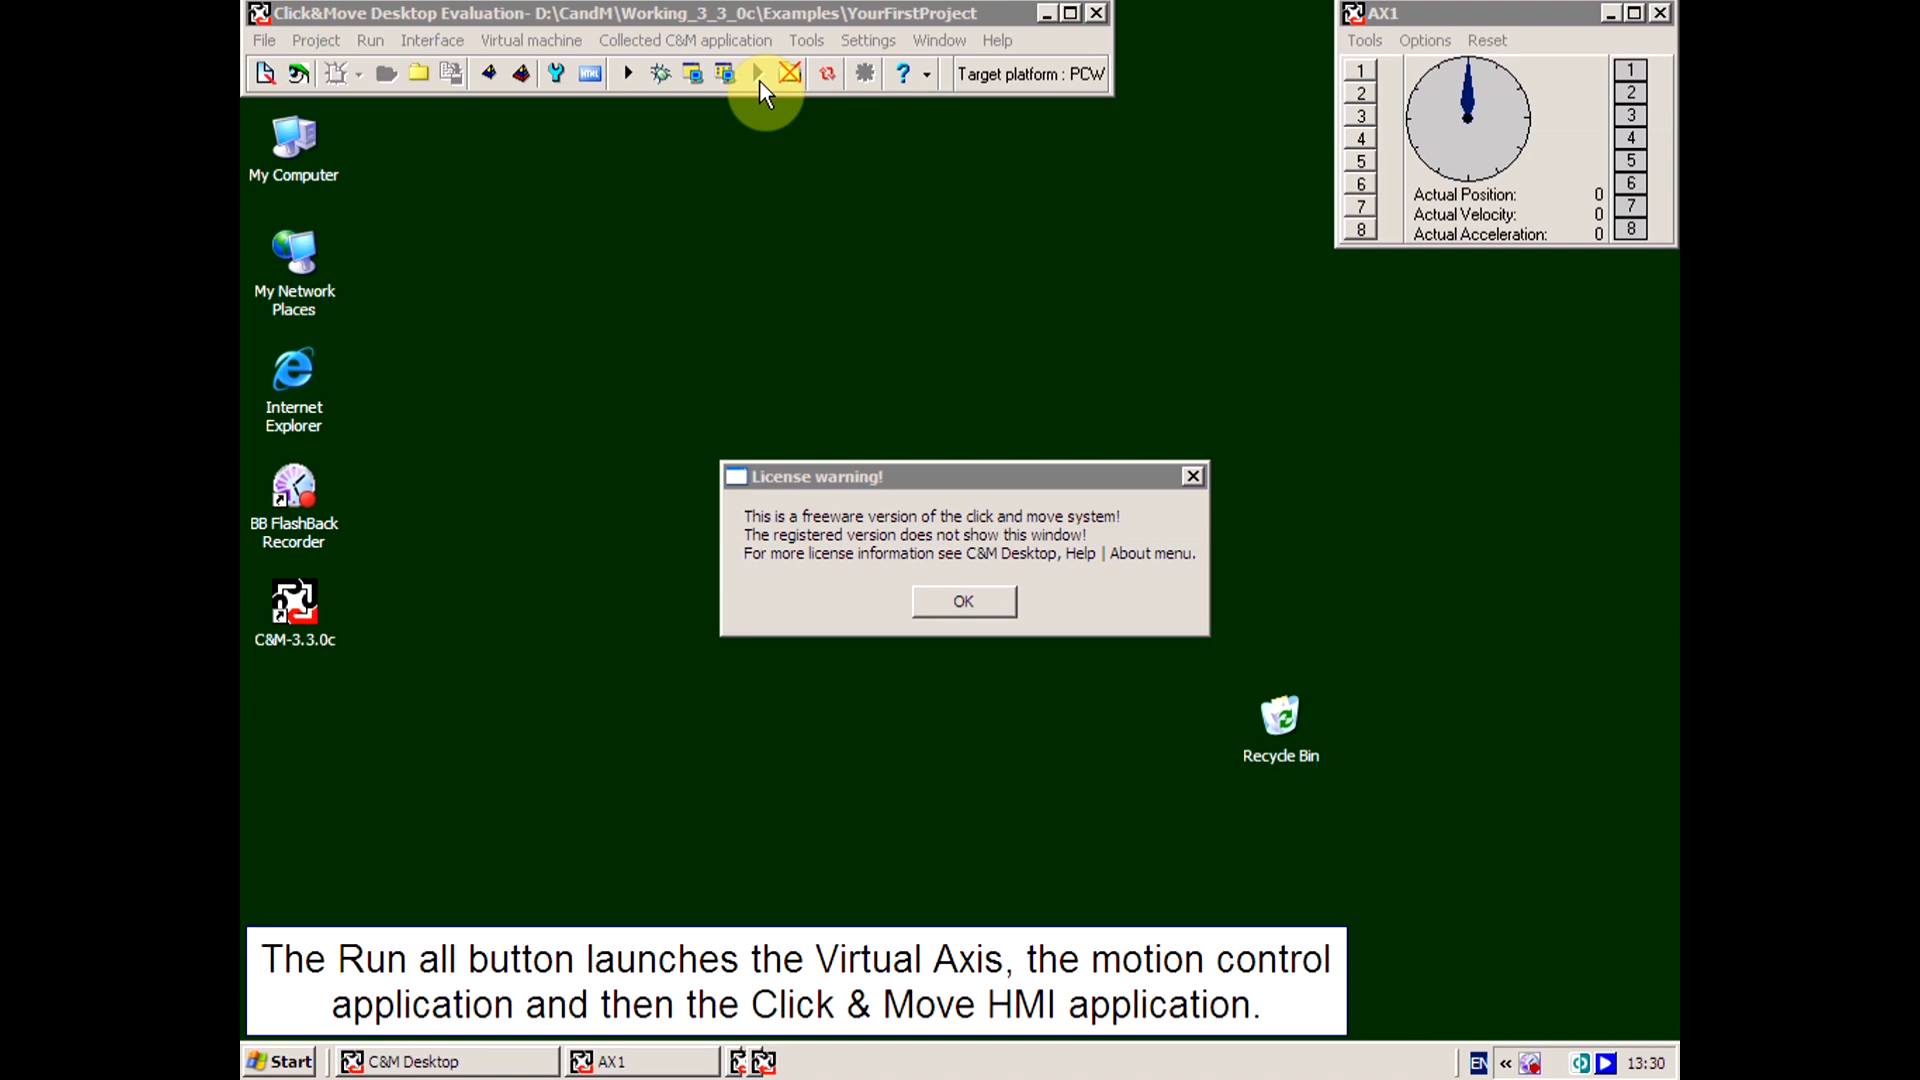 Click&Move Desktop Evaluation- D:\CandM\Working_3_3_0c\Examples\YourFirstProject
File Project Run Interface Virtual machine Collected C&M application Tools Settings Window Help
HTML
? Target platform : PCW
AX1
Tools Options Reset
1 1
2 2
3 3
4 4
5 5
6 6
7 7
8 8
Actual Position: 0
Actual Velocity: 0
Actual Acceleration: 0
My Computer
My Network
Places
Internet
Explorer
BB FlashBack
Recorder
C&M-3.3.0c
License warning!
This is a freeware version of the click and move system!
The registered version does not show this window!
For more license information see C&M Desktop, Help | About menu.
OK
Recycle Bin
The Run all button launches the Virtual Axis, the motion control
application and then the Click & Move HMI application.
Start C&M Desktop AX1 EN « 13:30